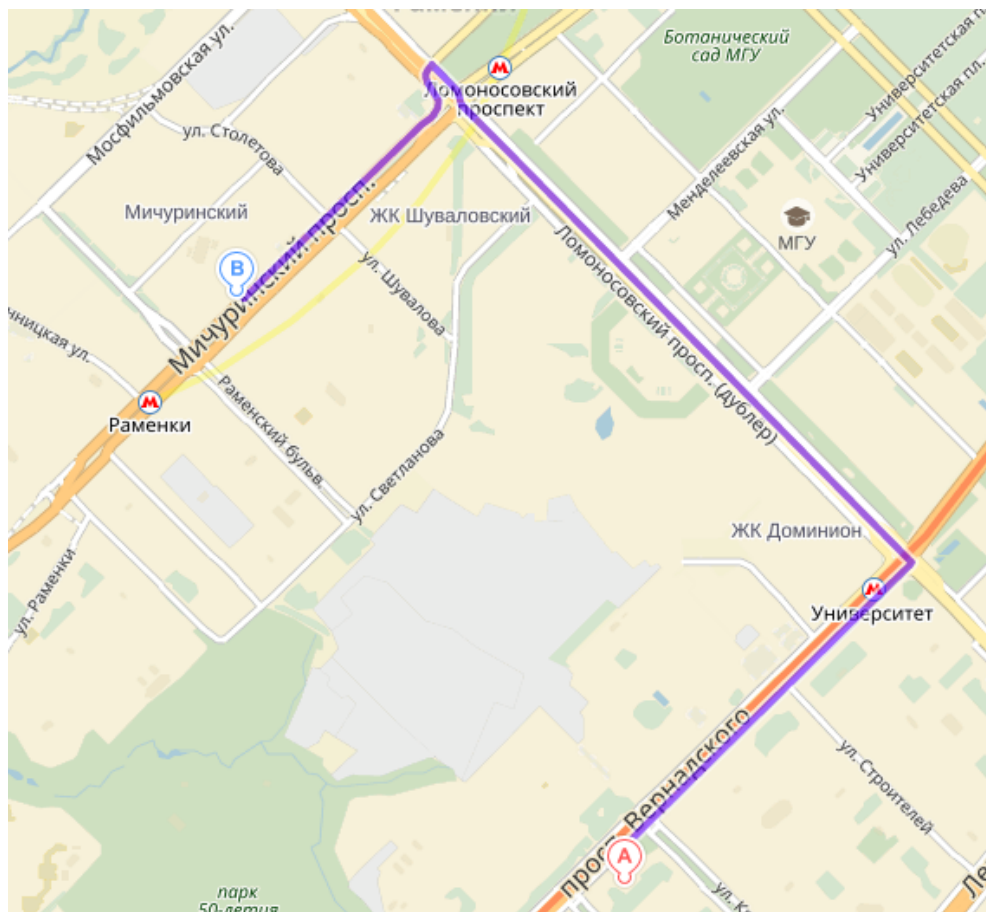 Мосфильмовская ул.
Ботанический
сад МГУ
Университетская пл.
Ломоносовский
проспект
ул. Столетова
Менделеевская ул.
ул. Лебедева
Мичуринский
ЖК Шуваловский
МГУ
Мичуринский просп.
B
ул. Шувалова
Ломоносовский просп. (дублер)
Раменки
Раменский бульв.
ул. Светланова
ЖК Доминион
ул. Раменки
Университет
просп. Вернадского
ул. Строителей
A
парк